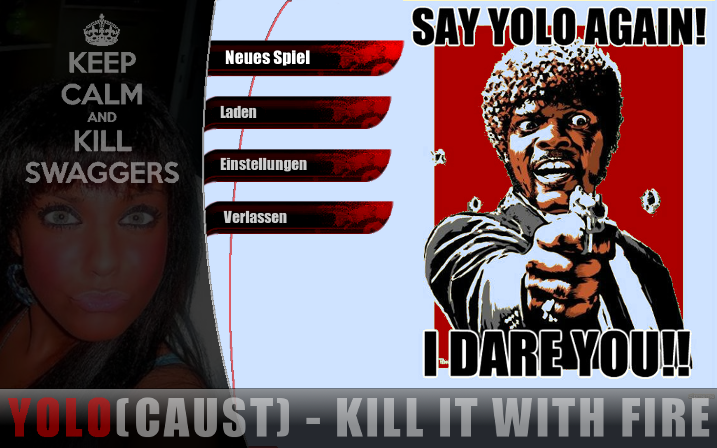 KEEP
CALM
AND
KILL
SWAGGERS
Neues Spiel
Laden
Einstellungen
Verlassen
SAY YOLO AGAIN!
I DARE YOU!!
YOLO(CAUST) - KILL IT WITH FIRE